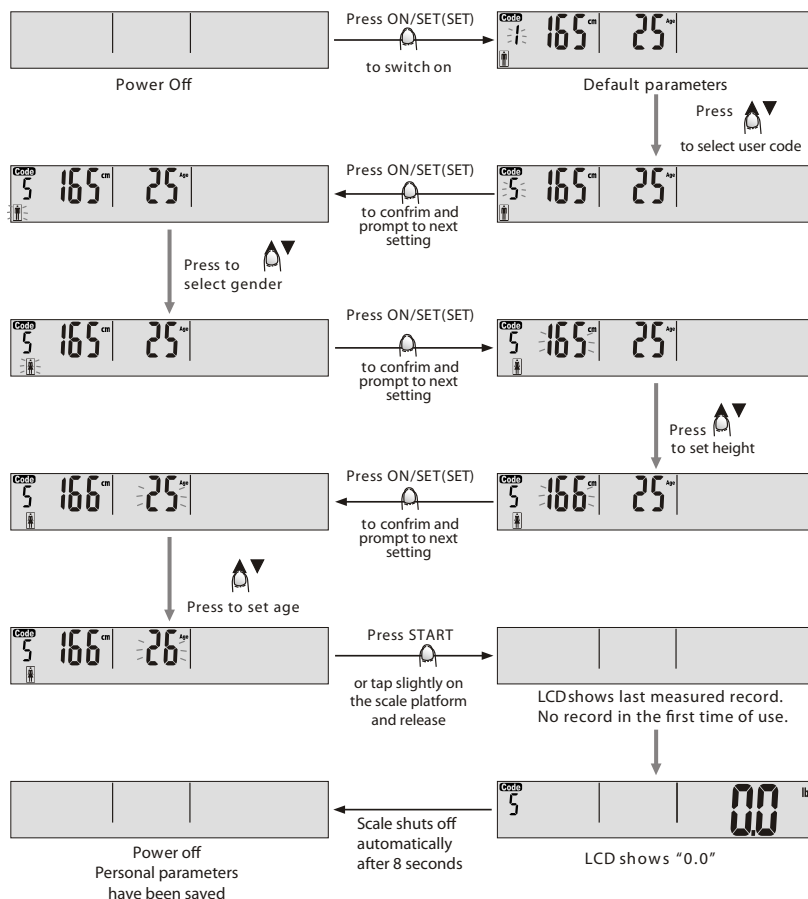 Press ON/SET(SET)
to switch on
Power Off
Code
1 165 cm 25
Default parameters
Press
to select user code
Code
5 165 cm 25 Age
Press ON/SET(SET)
to confrim and
prompt to next
setting
Code
5 165 cm 25 Age
Press to
select gender
Code
5 165 cm 25 Age
Press ON/SET(SET)
to confrim and
prompt to next
setting
Code
5 165 cm 25 Age
Press
to set height
Code
5 166 cm 25 Age
Press ON/SET(SET)
to confrim and
prompt to next
setting
Code
5 166 cm 25 Age
Press to set age
Code
5 166 cm 26 Age
Press START
or tap slightly on
the scale platform
and release
LCD shows last measured record.
No record in the first time of use.
Code
5 0.0 lb
LCD shows “0.0”
Scale shuts off
automatically
after 8 seconds
Power off
Personal parameters
have been saved